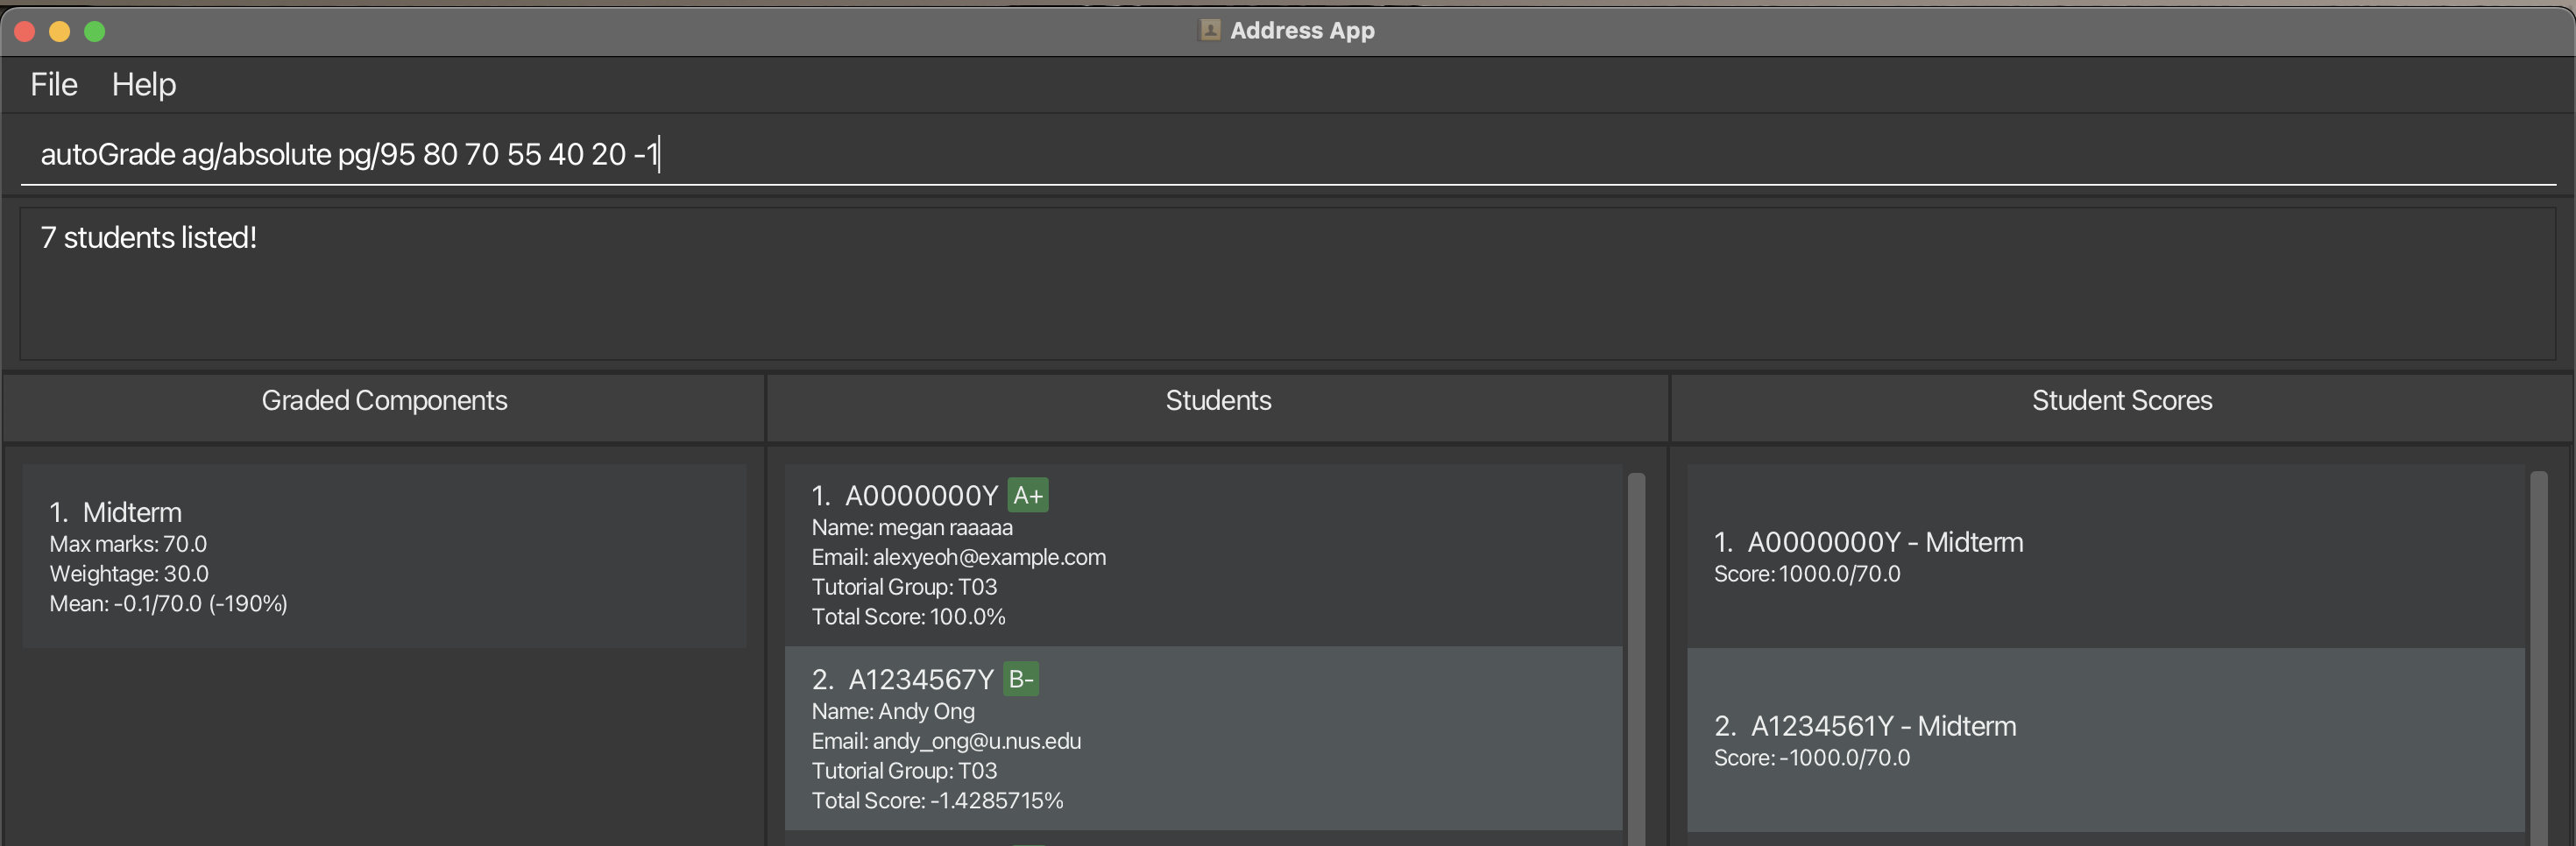 Address App
File Help
autoGrade ag/absolute pg/95 80 70 55 40 20 -1
7 students listed!
Graded Components
Students
Student Scores
1. Midterm
Max marks: 70.0
Weightage: 30.0
Mean: -0.1/70.0 (-190%)
1. A0000000Y A+
Name: megan raaaaa
Email: alexyeoh@example.com
Tutorial Group: T03
Total Score: 100.0%
2. A1234567Y B-
Name: Andy Ong
Email: andy_ong@u.nus.edu
Tutorial Group: T03
Total Score: -1.4285715%
1. A0000000Y - Midterm
Score: 1000.0/70.0
2. A1234561Y - Midterm
Score: -1000.0/70.0